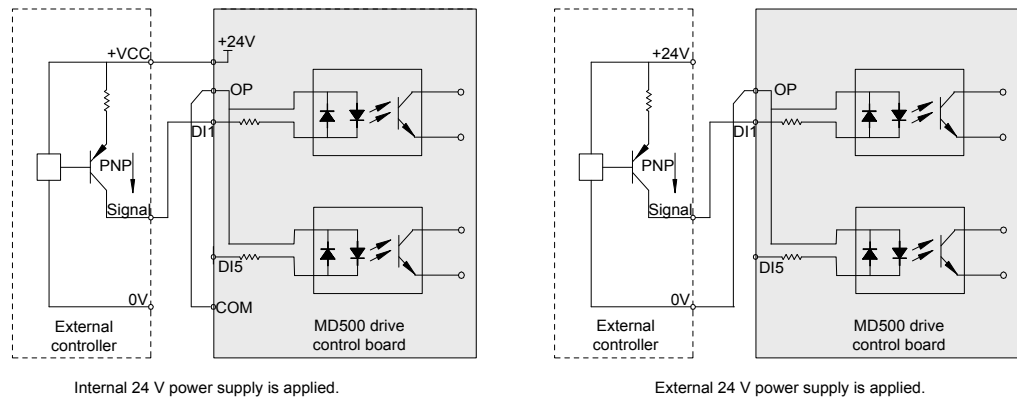 +VCC
+24V
OP
DI1
PNP
Signal
DI5
0V
COM
External
controller
MD500 drive
control board
Internal 24 V power supply is applied.
+24V
OP
DI1
PNP
Signal
DI5
0V
External
controller
MD500 drive
control board
External 24 V power supply is applied.